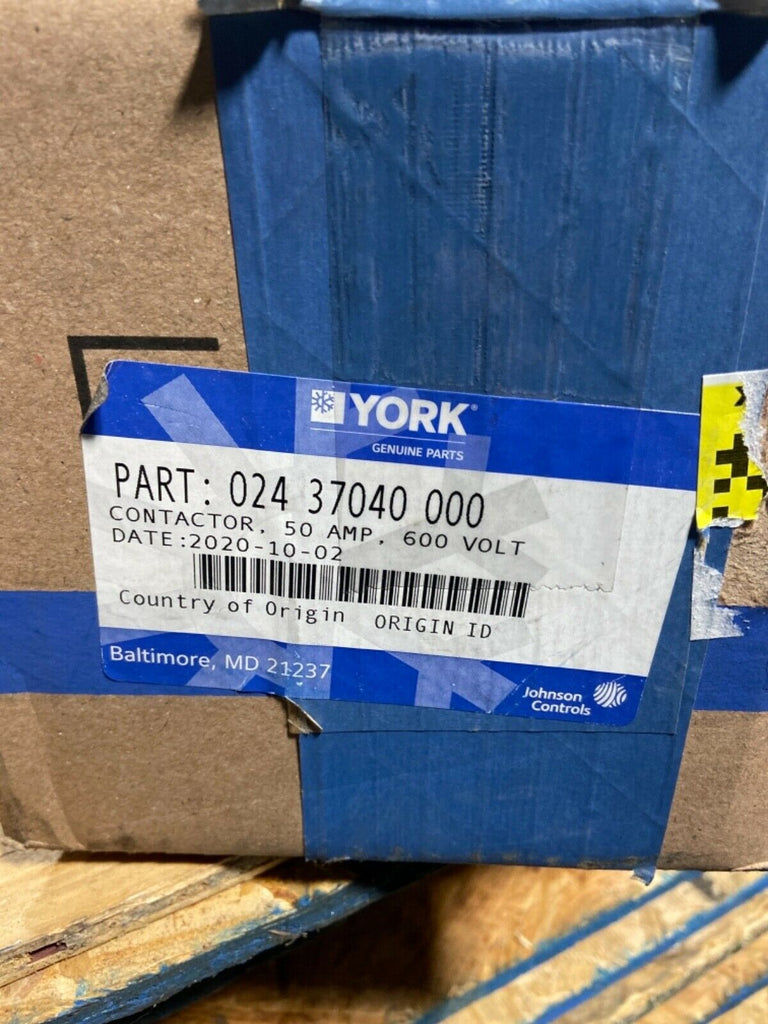 YORK®
GENUINE PARTS
PART: 024 37040 000
CONTACTOR, 50 AMP, 600 VOLT
DATE:2020-10-02
Country of Origin ORIGIN ID
Baltimore, MD 21237
Johnson
Controls